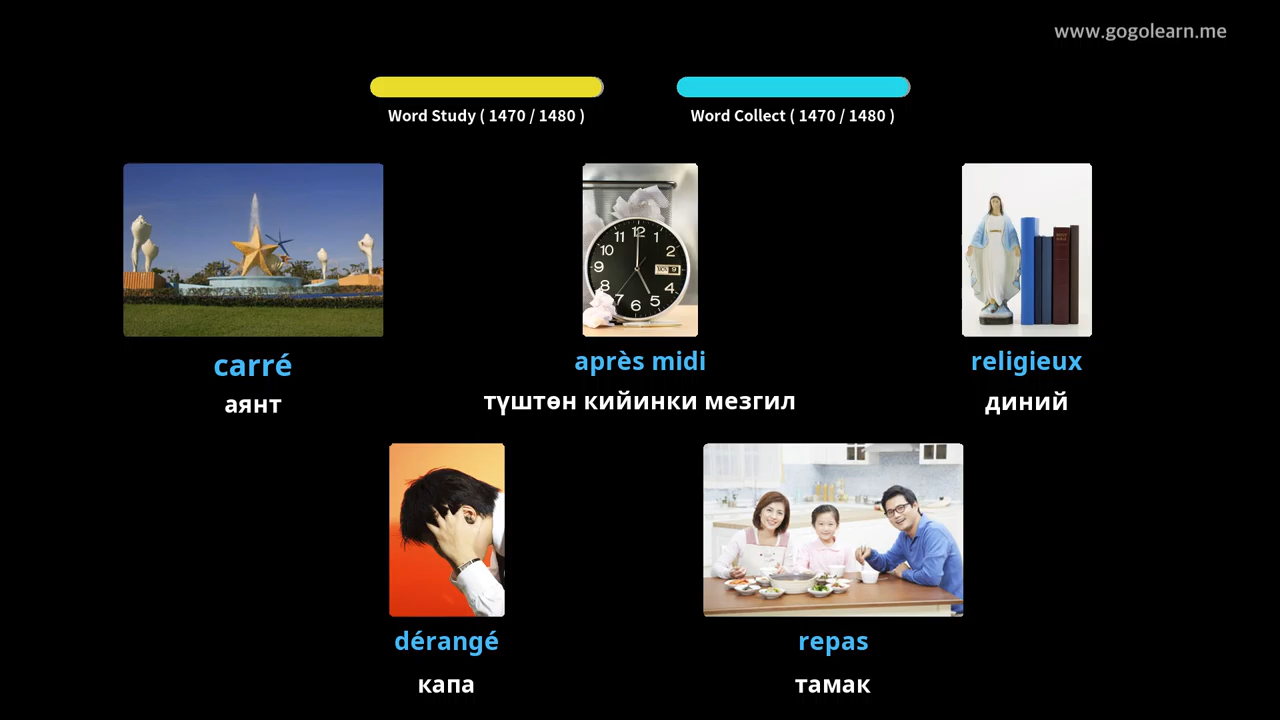 www.gogolearn.me
Word Study ( 1470 / 1480 )
Word Collect ( 1470 / 1480 )
carré
аянт
après midi
түштөн кийинки мезгил
religieux
диний
dérangé
капа
repas
тамак